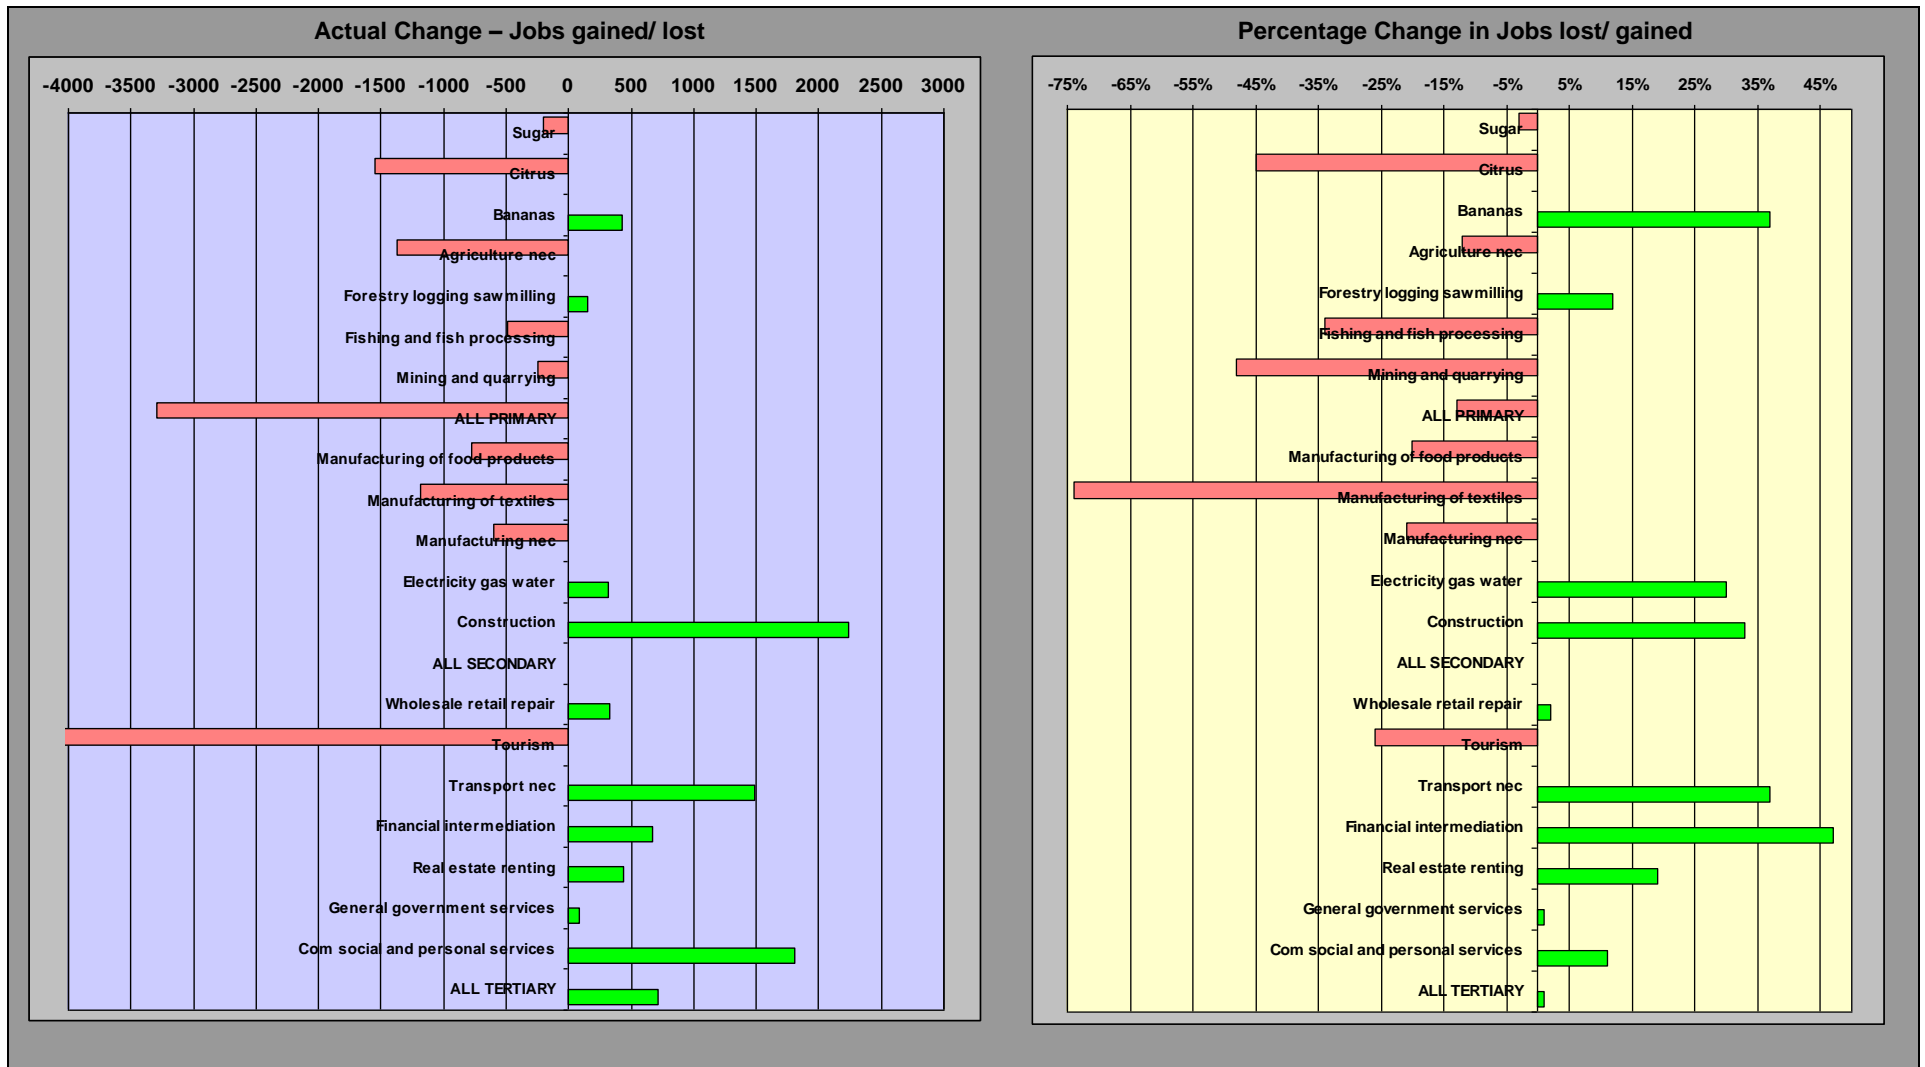 Actual Change – Jobs gained/ lost
-4000 -3500 -3000 -2500 -2000 -1500 -1000 -500 0 500 1000 1500 2000 2500 3000
Sugar
Citrus
Bananas
Agriculture nec
Forestry logging sawmilling
Fishing and fish processing
Mining and quarrying
ALL PRIMARY
Manufacturing of food products
Manufacturing of textiles
Manufacturing nec
Electricity gas water
Construction
ALL SECONDARY
Wholesale retail repair
Tourism
Transport nec
Financial intermediation
Real estate renting
General government services
Com social and personal services
ALL TERTIARY
Percentage Change in Jobs lost/ gained
-75% -65% -55% -45% -35% -25% -15% -5% 5% 15% 25% 35% 45%
Sugar
Citrus
Bananas
Agriculture nec
Forestry logging sawmilling
Fishing and fish processing
Mining and quarrying
ALL PRIMARY
Manufacturing of food products
Manufacturing of textiles
Manufacturing nec
Electricity gas water
Construction
ALL SECONDARY
Wholesale retail repair
Tourism
Transport nec
Financial intermediation
Real estate renting
General government services
Com social and personal services
ALL TERTIARY